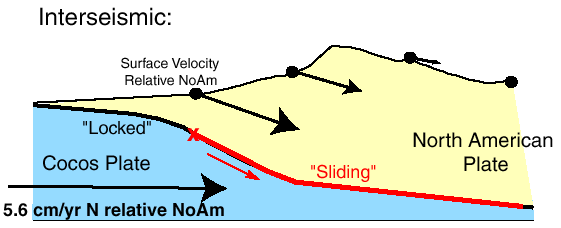 Interseismic:
Surface Velocity
Relative NoAm
"Locked"
X
North American
Plate
Cocos Plate
"Sliding"
5.6 cm/yr N relative NoAm